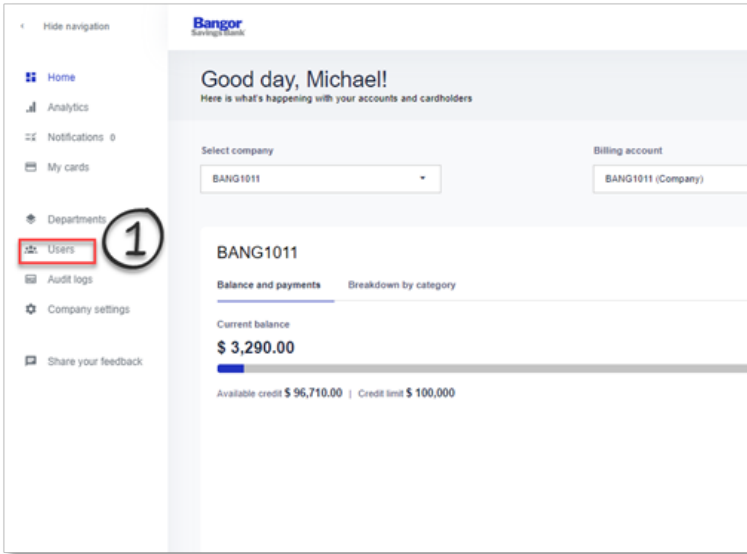 Hide navigation
Bangor
Savings Bank
Home
Analytics
Notifications 0
My cards
Departments
Users
1
Audit logs
Company settings
Share your feedback
Good day, Michael!
Here is what's happening with your accounts and cardholders
Select company
BANG1011
Billing account
BANG1011 (Company)
BANG1011
Balance and payments Breakdown by category
Current balance
$ 3,290.00
Available credit $ 96,710.00 | Credit limit $ 100,000